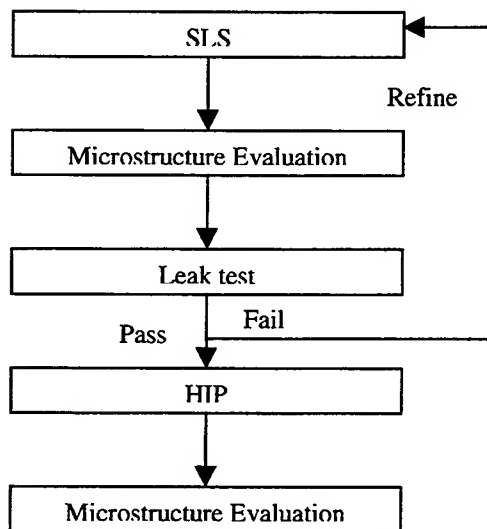 SLS
Refine
Microstructure Evaluation
Leak test
Pass
Fail
HIP
Microstructure Evaluation